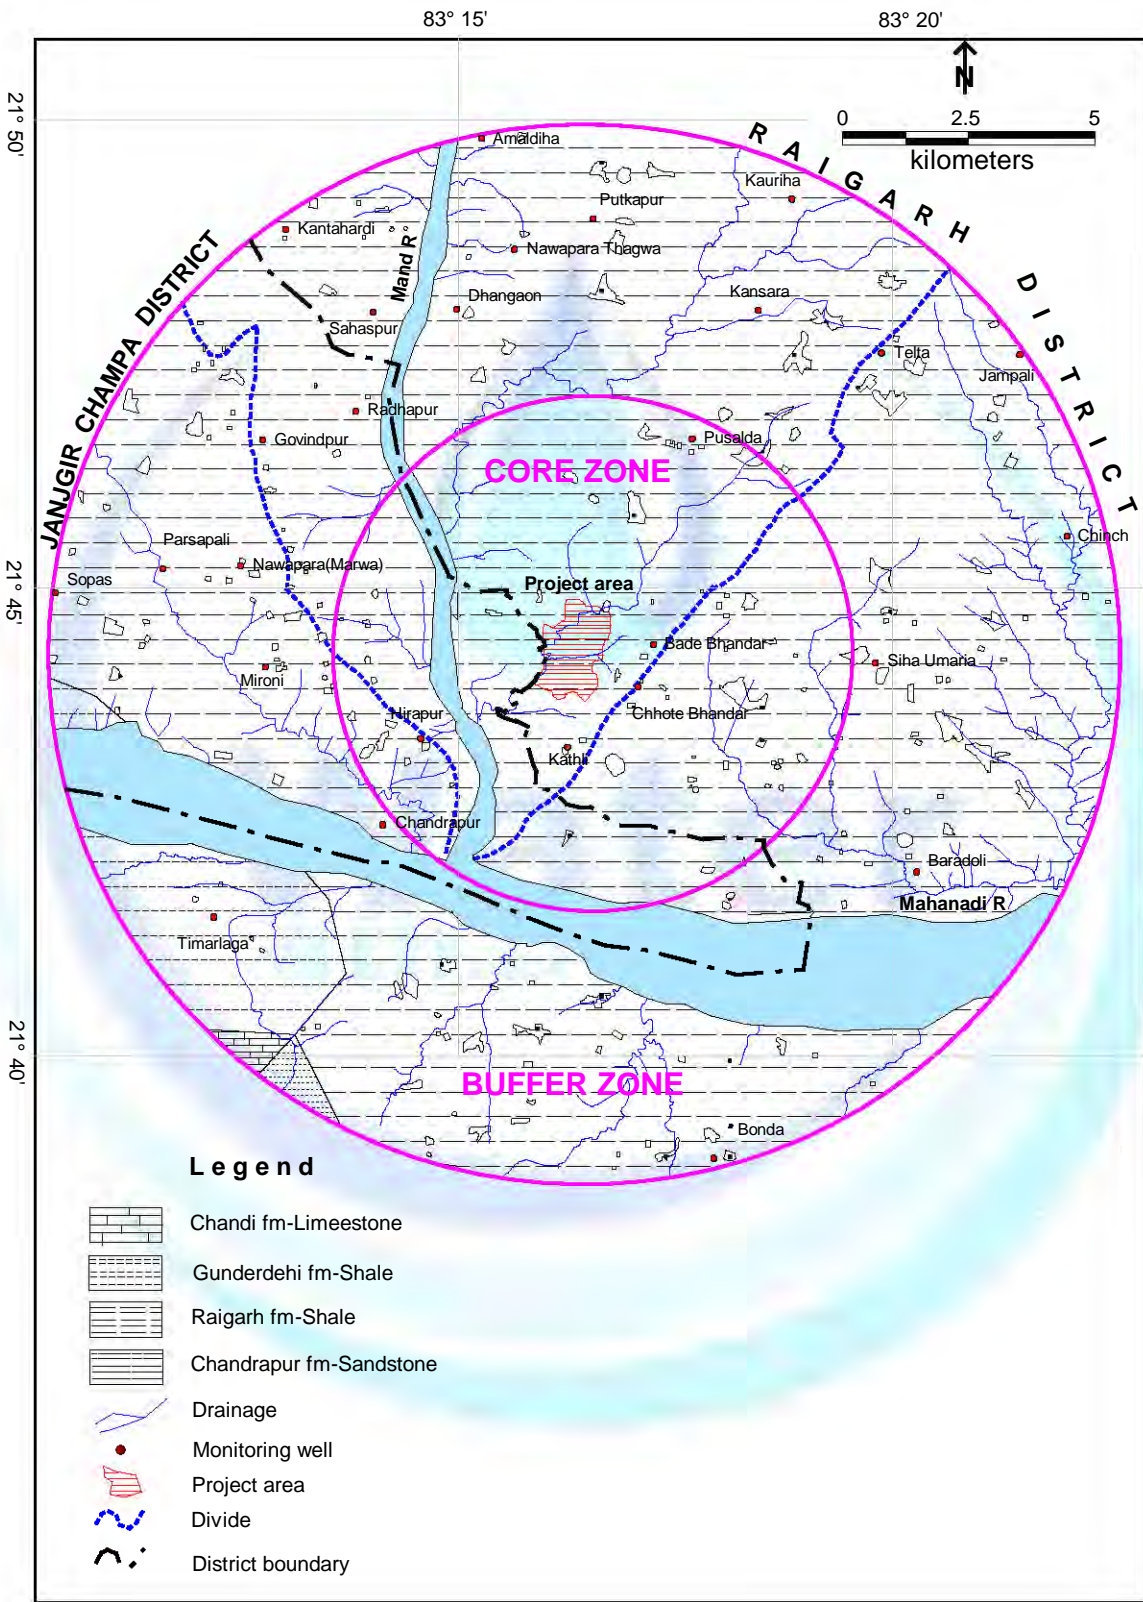 83° 15'
83° 20'
N
21° 50'
0 2.5 5
kilometers
RAIGARH DISTRICT
Amaldiha
Kauriha
Putkapur
Kantahardi
Nawapara Thagwa
Mand R
JANJGIR CHAMPA DISTRICT
Dhangaon
Kansara
Sahaspur
Telta
Jampali
Radhapur
Govindpur
Pusalda
CORE ZONE
Chinch
Parsapali
Nawapara(Marwa)
Sopas
Project area
21° 45'
Bade Bhandar
Siha Umaria
Mironi
Hirapur
Chhote Bhandar
Kathli
Chandrapur
Baradoli
Mahanadi R
Timarlaga
21° 40'
BUFFER ZONE
Bonda
Legend
Chandi fm-Limeestone
Gunderdehi fm-Shale
Raigarh fm-Shale
Chandrapur fm-Sandstone
Drainage
Monitoring well
Project area
Divide
District boundary